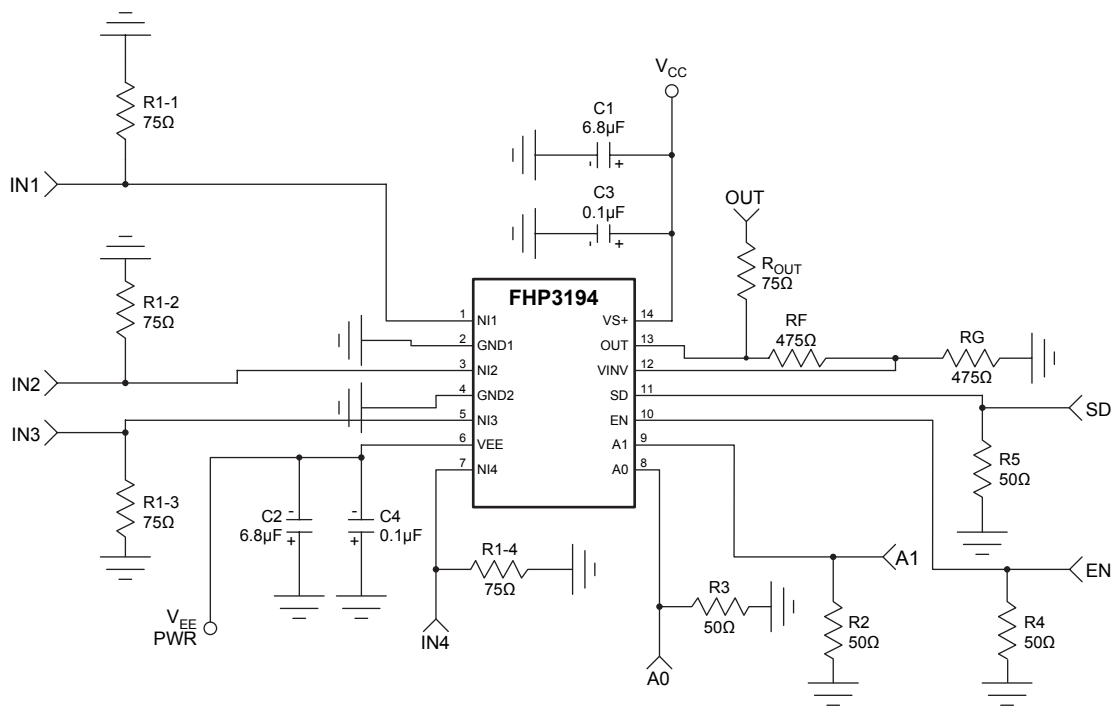 R1-1
75Ω
IN1
R1-2
75Ω
IN2
IN3
R1-3
75Ω
VCC
C1
6.8µF
+
C3
0.1µF
+
OUT
ROUT
75Ω
RF
475Ω
RG
475Ω
FHP3194
1 NI1
2 GND1
3 NI2
4 GND2
5 NI3
6 VEE
7 NI4
VS+ 14
OUT 13
VINV 12
SD 11
EN 10
A1 9
A0 8
SD
R5
50Ω
C2
6.8µF
-
+
C4
0.1µF
-
+
VEE
PWR
R1-4
75Ω
IN4
R3
50Ω
A0
A1
R2
50Ω
EN
R4
50Ω